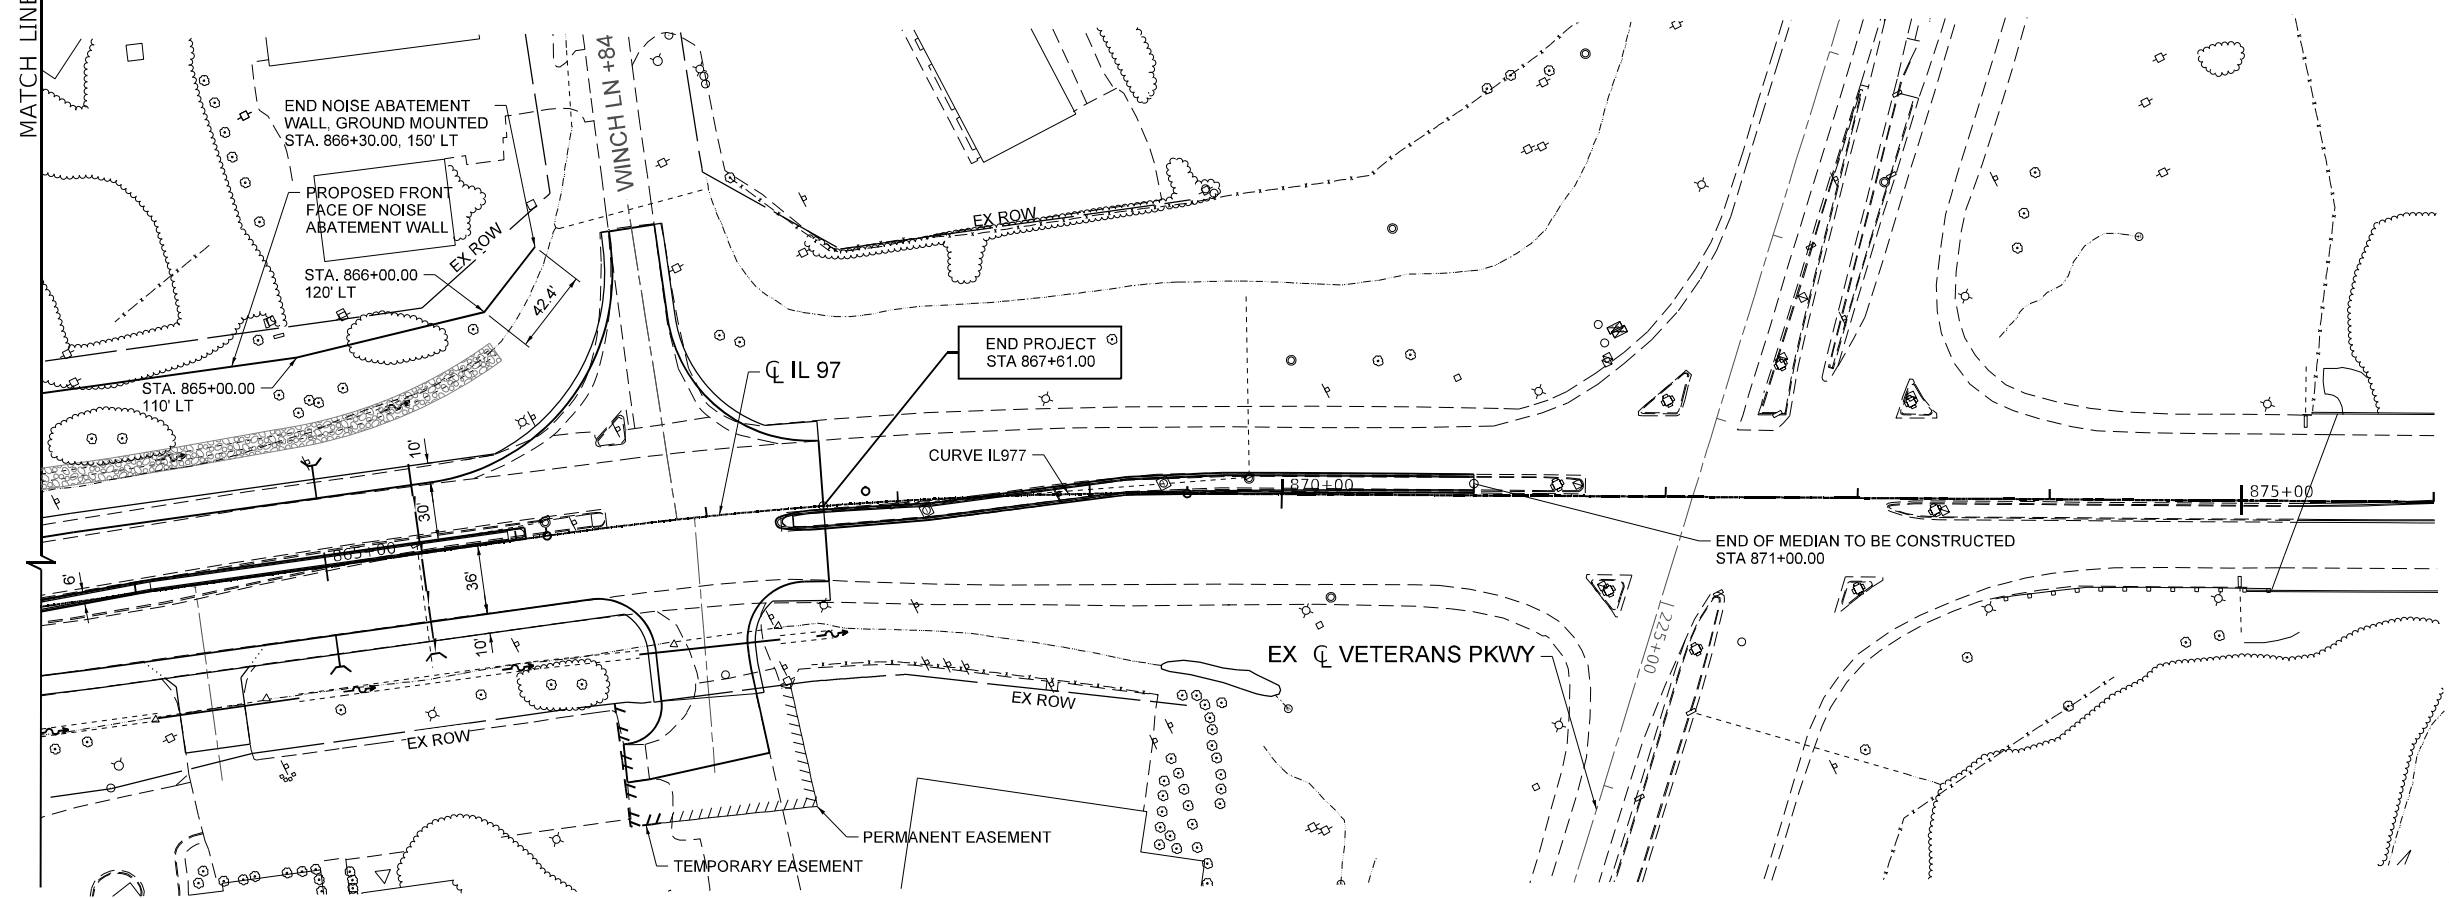 MATCH LINE
END NOISE ABATEMENT
WALL, GROUND MOUNTED
STA. 866+30.00, 150' LT
WINCH LN +84
PROPOSED FRONT
FACE OF NOISE
ABATEMENT WALL
EX ROW
EX ROW
STA. 866+00.00
120' LT
42.4'
END PROJECT
STA 867+61.00
℄ IL 97
STA. 865+00.00
110' LT
CURVE IL977
10'
30'
870+00
875+00
865+00
END OF MEDIAN TO BE CONSTRUCTED
STA 871+00.00
6'
36'
10'
L225+00
EX ℄ VETERANS PKWY
EX ROW
EX ROW
PERMANENT EASEMENT
TEMPORARY EASEMENT